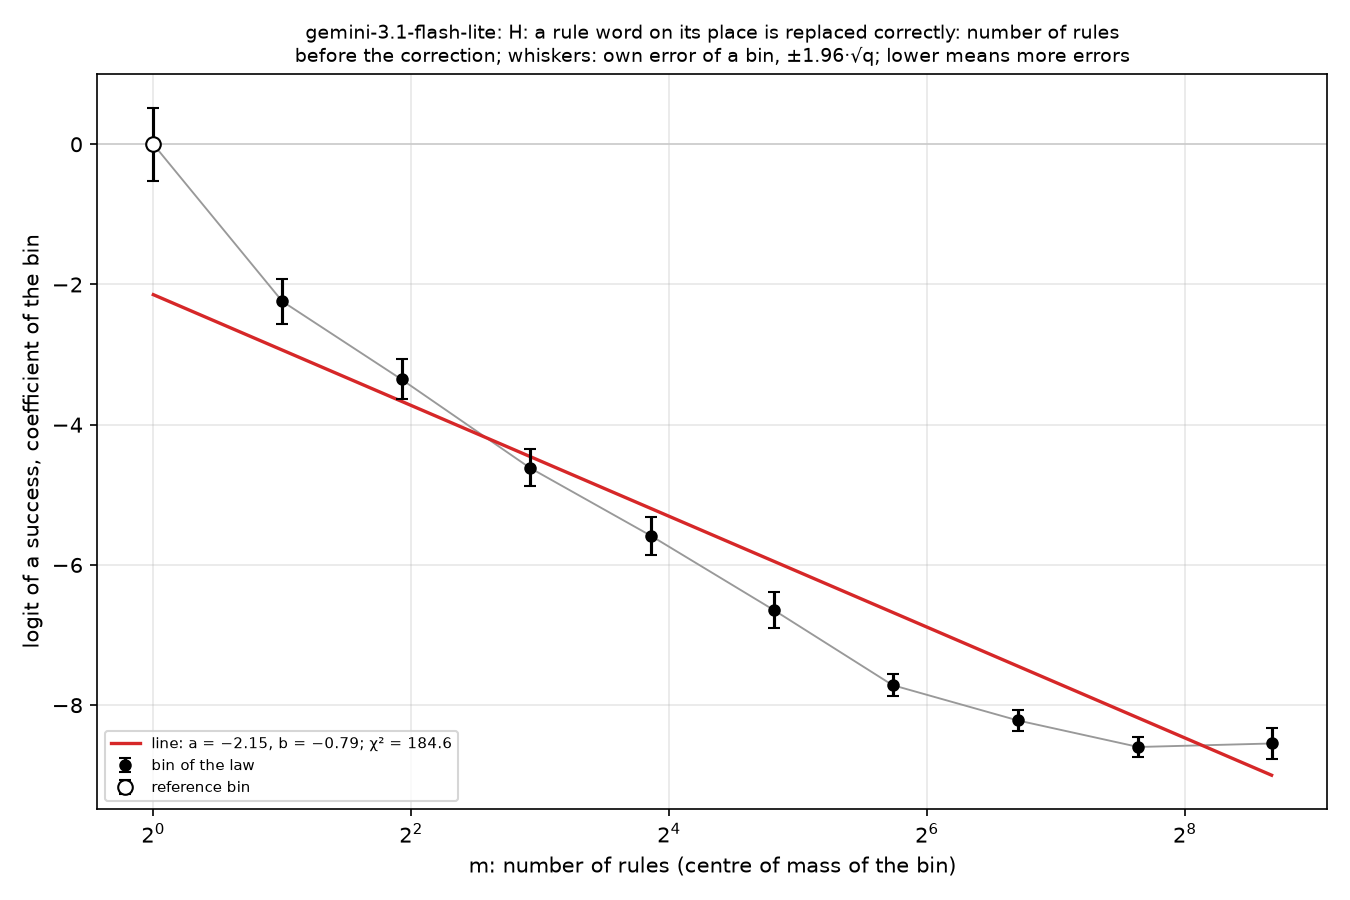 gemini-3.1-flash-lite: H: a rule word on its place is replaced correctly: number of rules
before the correction; whiskers: own error of a bin, ±1.96·√q; lower means more errors
logit of a success, coefficient of the bin
0
−2
−4
−6
−8
line: a = −2.15, b = −0.79; χ² = 184.6
bin of the law
reference bin
2⁰
2²
2⁴
2⁶
2⁸
m: number of rules (centre of mass of the bin)